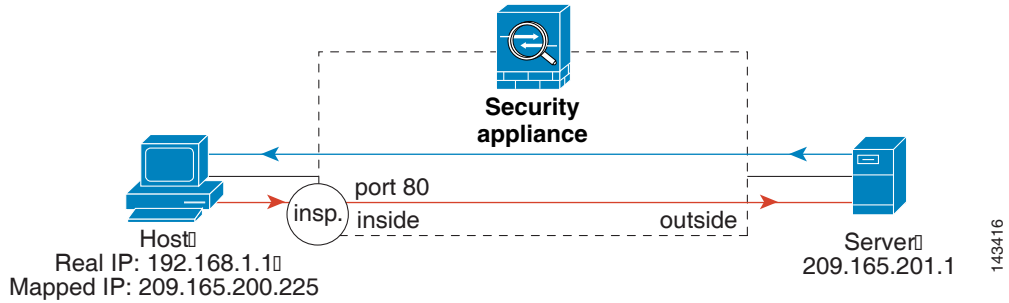 Security
appliance
port 80
insp.
inside
outside
Host
Real IP: 192.168.1.1
Mapped IP: 209.165.200.225
Server
209.165.201.1
143416